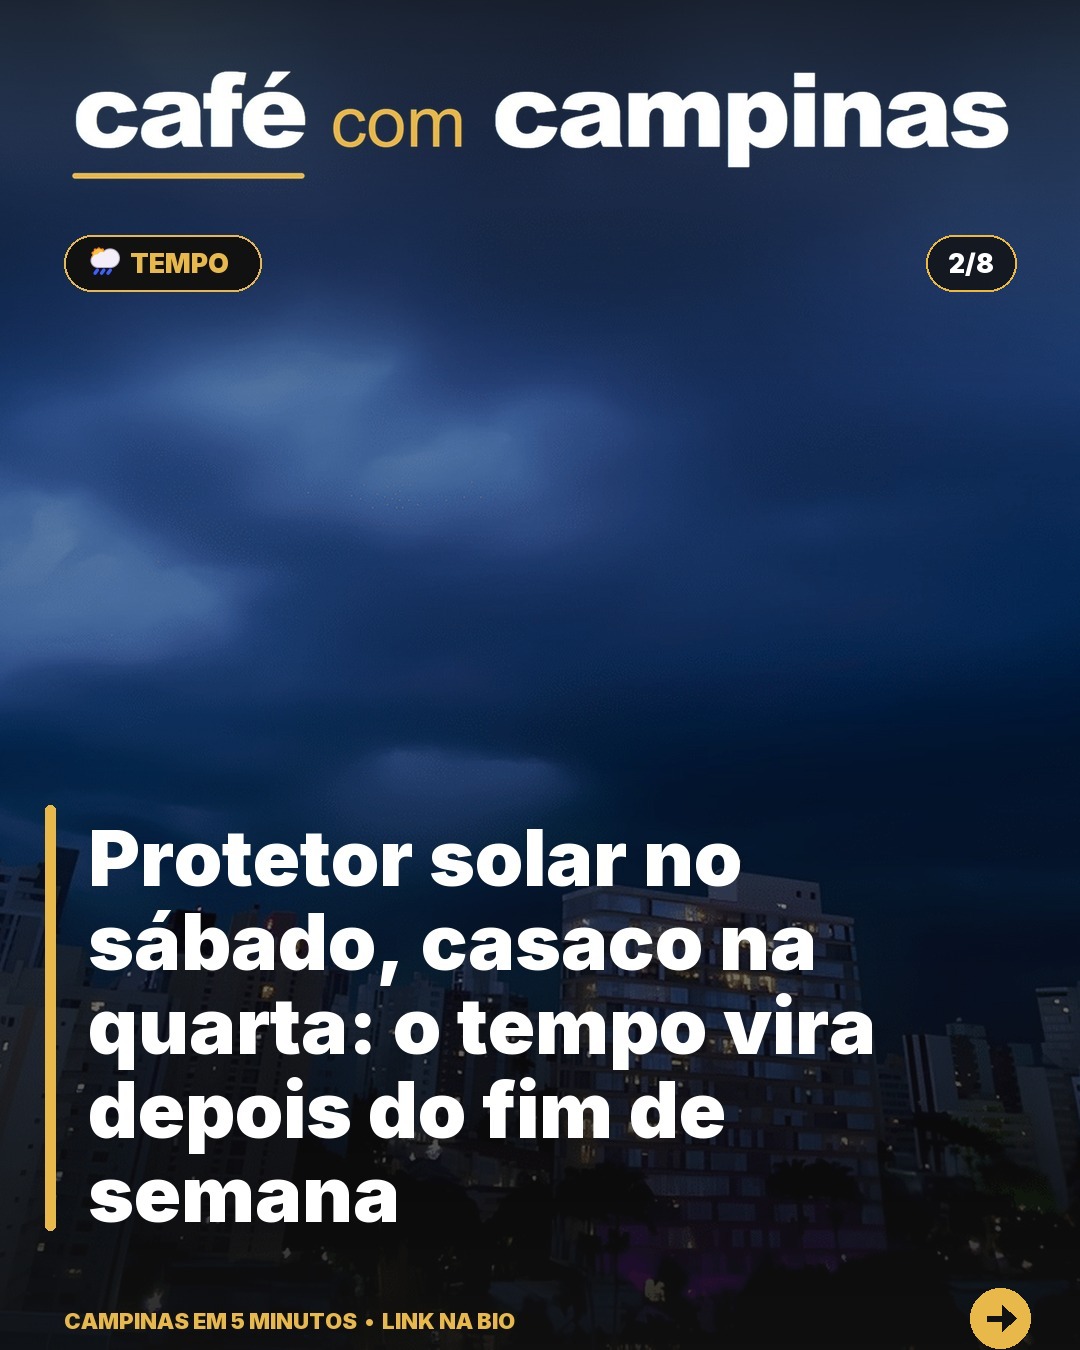 café com campinas
TEMPO
2/8
Protetor solar no
sábado, casaco na
quarta: o tempo vira
depois do fim de
semana
CAMPINAS EM 5 MINUTOS • LINK NA BIO